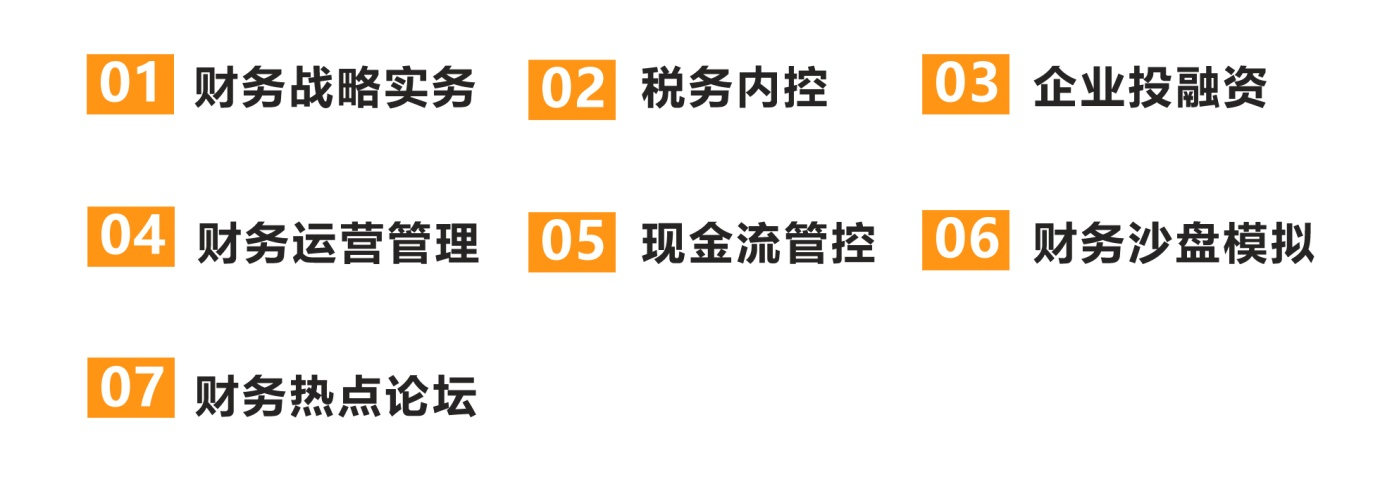 01 财务战略实务
02 税务内控
03 企业投融资
04 财务运营管理
05 现金流管控
06 财务沙盘模拟
07 财务热点论坛